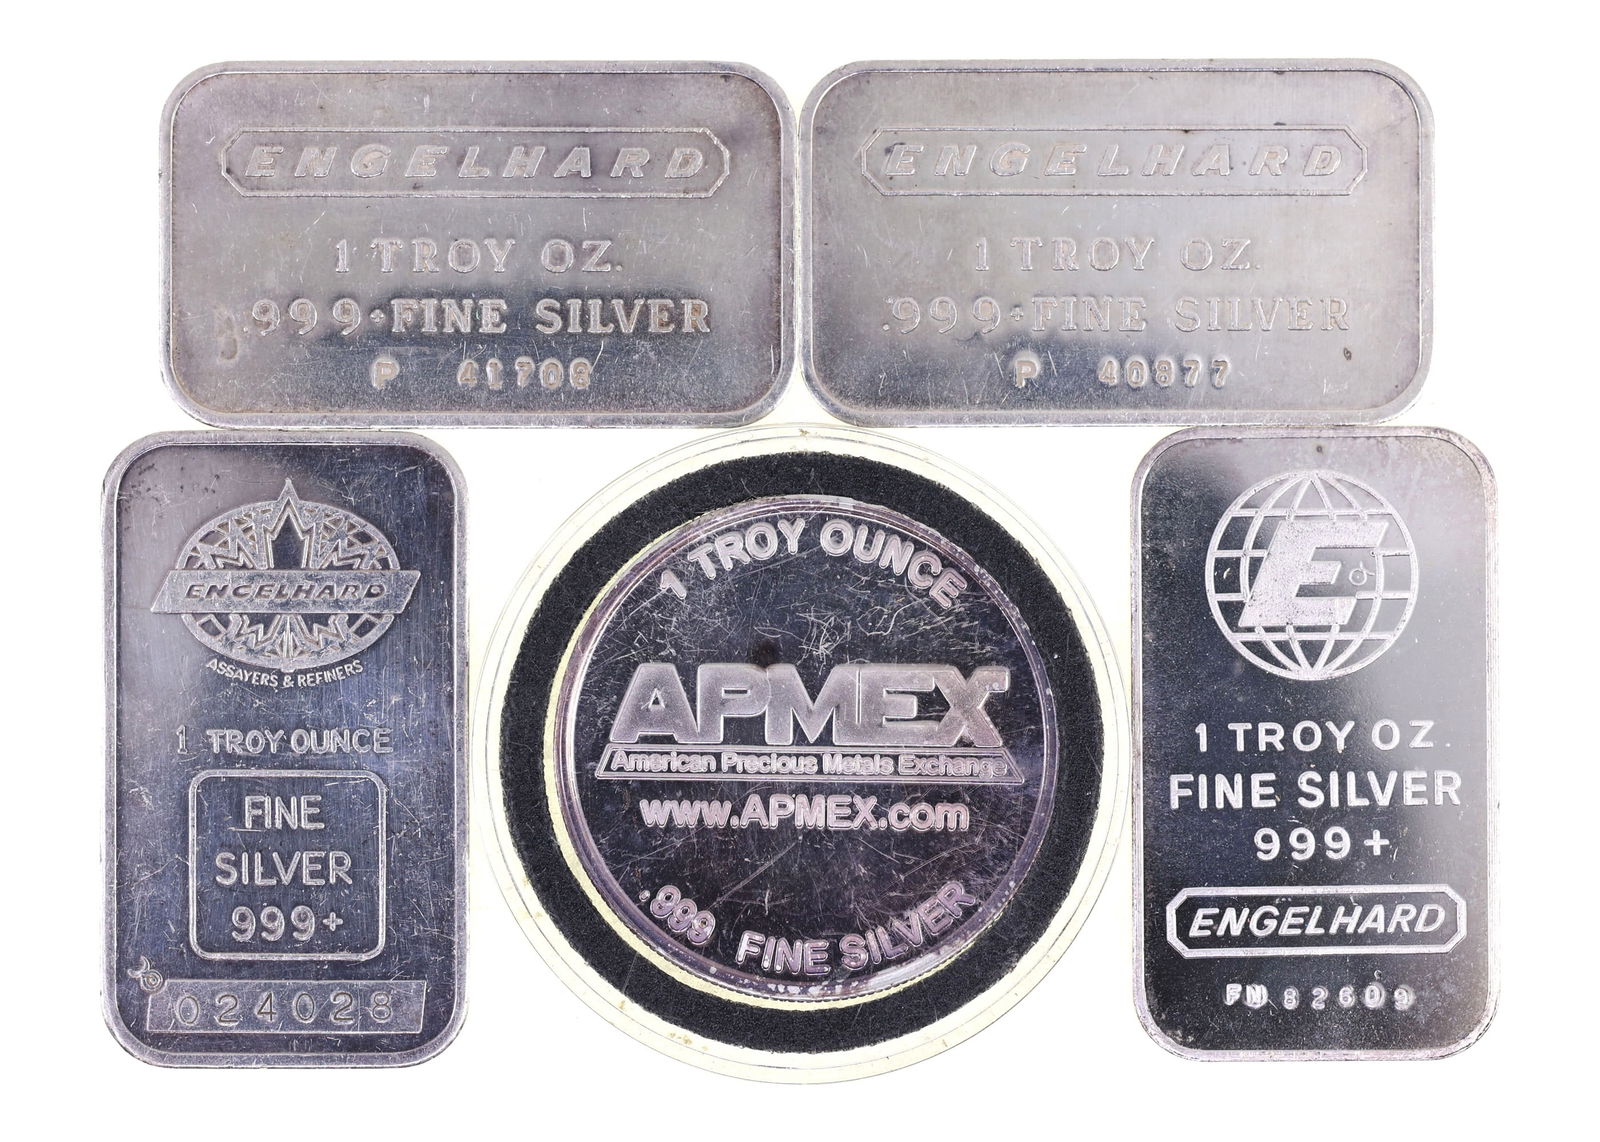 ENGELHARD
1 TROY OZ.
.999+FINE SILVER
P 41708
ENGELHARD
1 TROY OZ.
.999+FINE SILVER
P 40877
ENGELHARD
ASSAYERS & REFINERS
1 TROY OUNCE
FINE
SILVER
999+
024028
1 TROY OUNCE
APMEX
American Precious Metals Exchange
www.APMEX.com
.999 FINE SILVER
E
1 TROY OZ.
FINE SILVER
999+
ENGELHARD
FN 82609